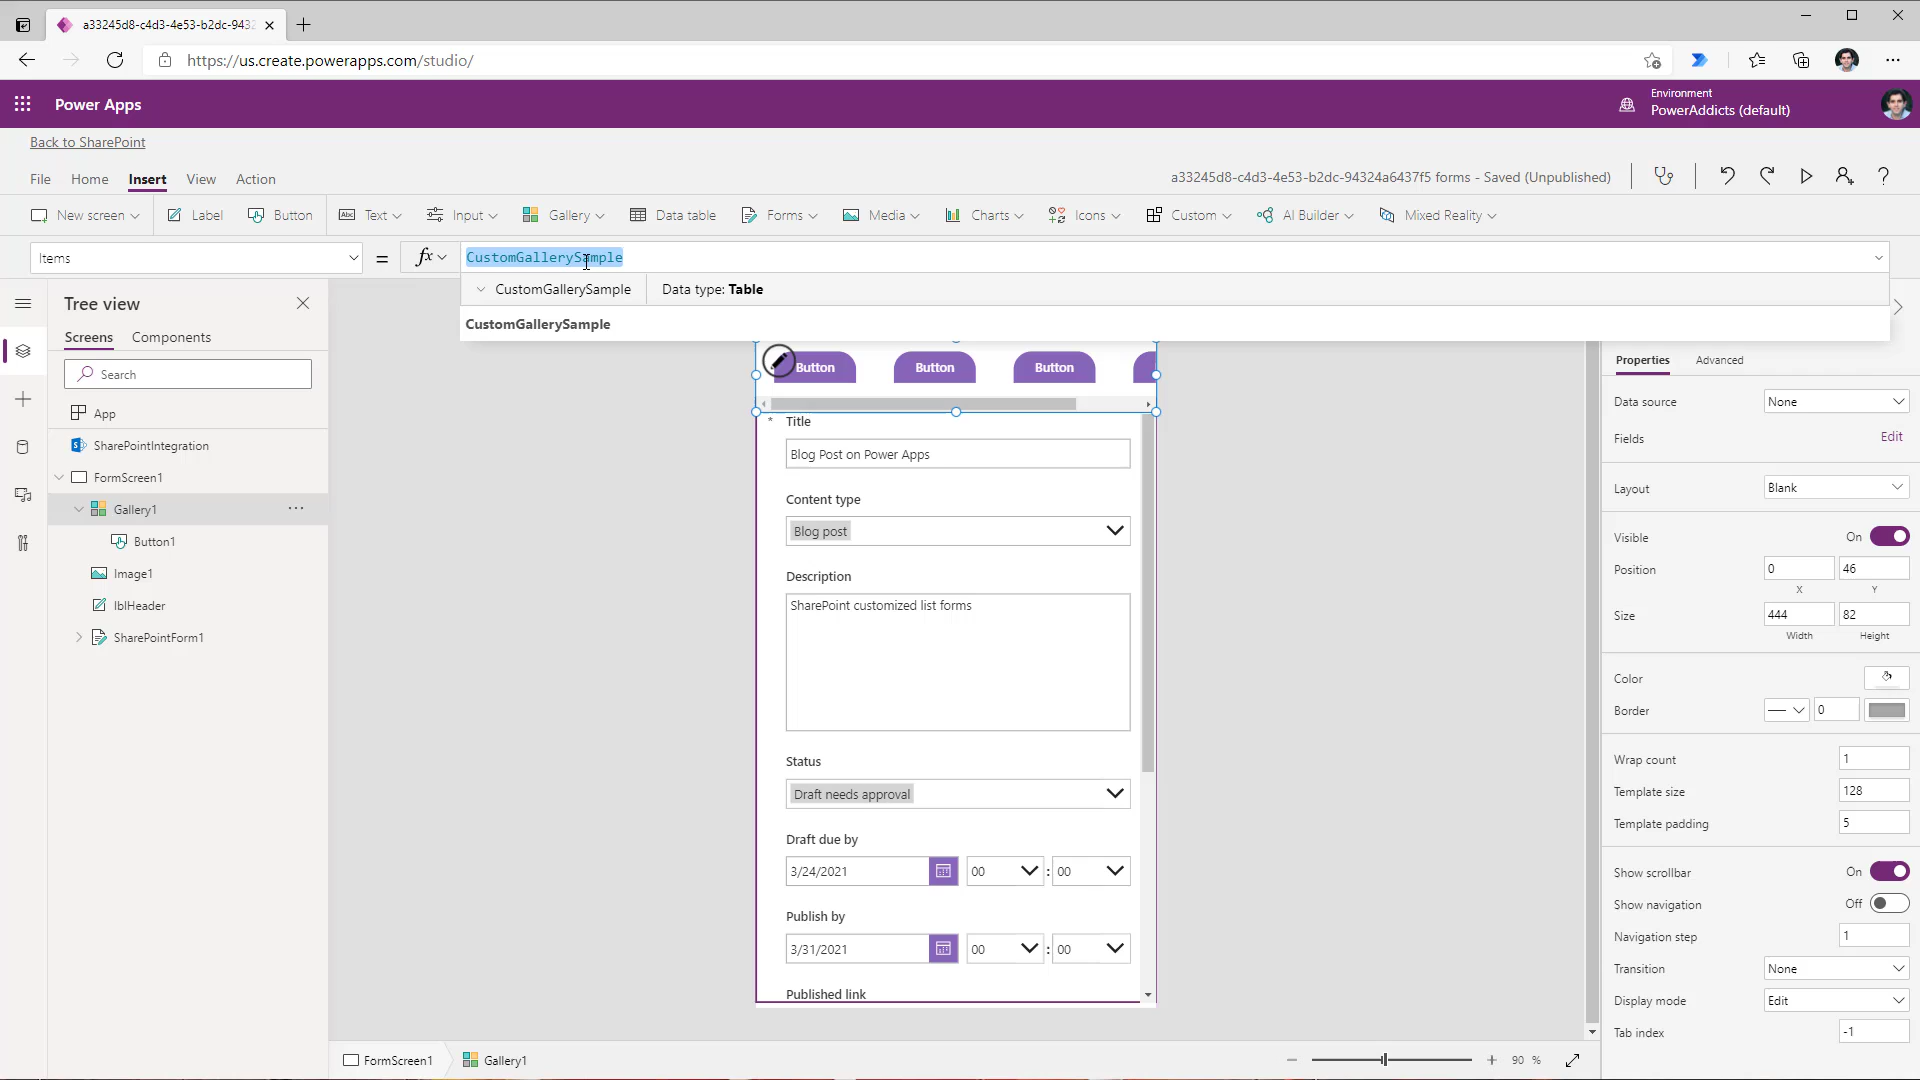 a33245d8-c4d3-4e53-b2dc-9432
https://us.create.powerapps.com/studio/
Power Apps
Environment
PowerAddicts (default)
Back to SharePoint
File Home Insert View Action
a33245d8-c4d3-4e53-b2dc-94324a6437f5 forms - Saved (Unpublished)
New screen Label Button Text Input Gallery Data table Forms Media Charts Icons Custom AI Builder Mixed Reality
Items = fx CustomGallerySample
CustomGallerySample Data type: Table
CustomGallerySample
Tree view
Screens Components
Search
App
SharePointIntegration
FormScreen1
Gallery1
Button1
Image1
lblHeader
SharePointForm1
Button Button Button
* Title
Blog Post on Power Apps
Content type
Blog post
Description
SharePoint customized list forms
Status
Draft needs approval
Draft due by
3/24/2021 00 : 00
Publish by
3/31/2021 00 : 00
Published link
Properties Advanced
Data source None
Fields Edit
Layout Blank
Visible On
Position 0 46
X Y
Size 444 82
Width Height
Color
Border 0
Wrap count 1
Template size 128
Template padding 5
Show scrollbar On
Show navigation Off
Navigation step 1
Transition None
Display mode Edit
Tab index -1
FormScreen1 Gallery1
90 %